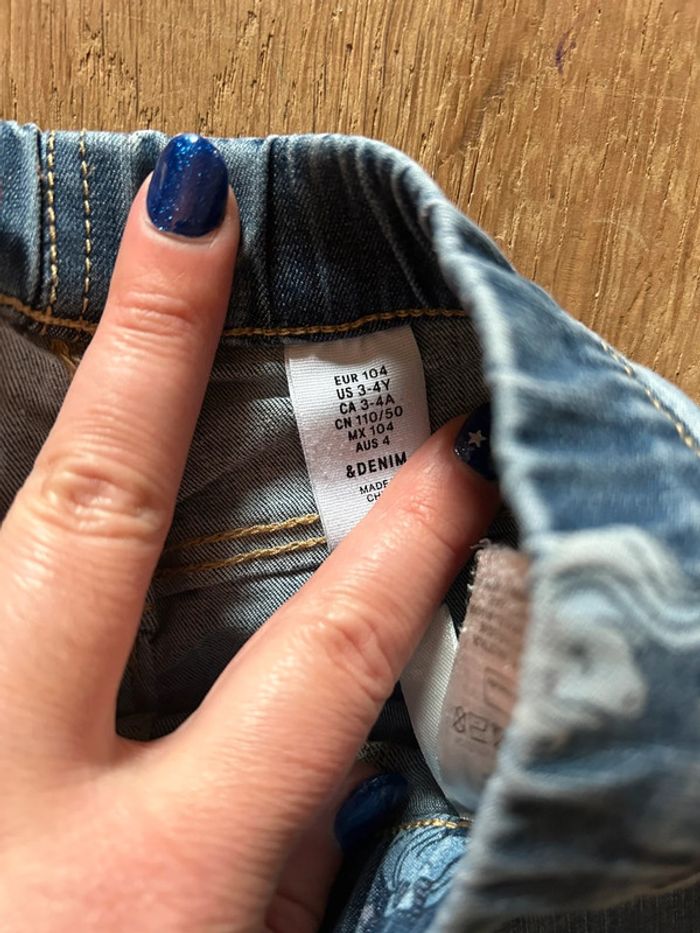 EUR 104
US 3-4Y
CA 3-4A
CN 110/50
MX 104
AUS 4
&DENIM
MADE